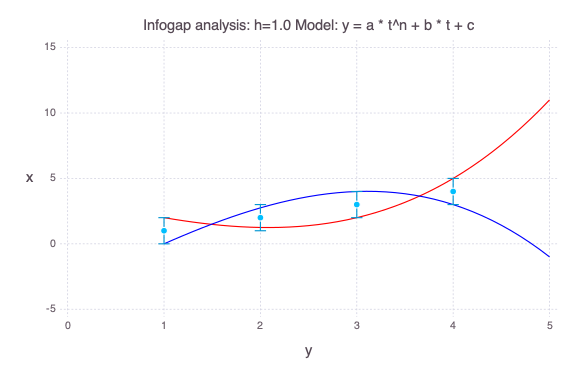 Infogap analysis: h=1.0 Model: y = a * t^n + b * t + c
15
10
x
5
0
-5
0 1 2 3 4 5
y